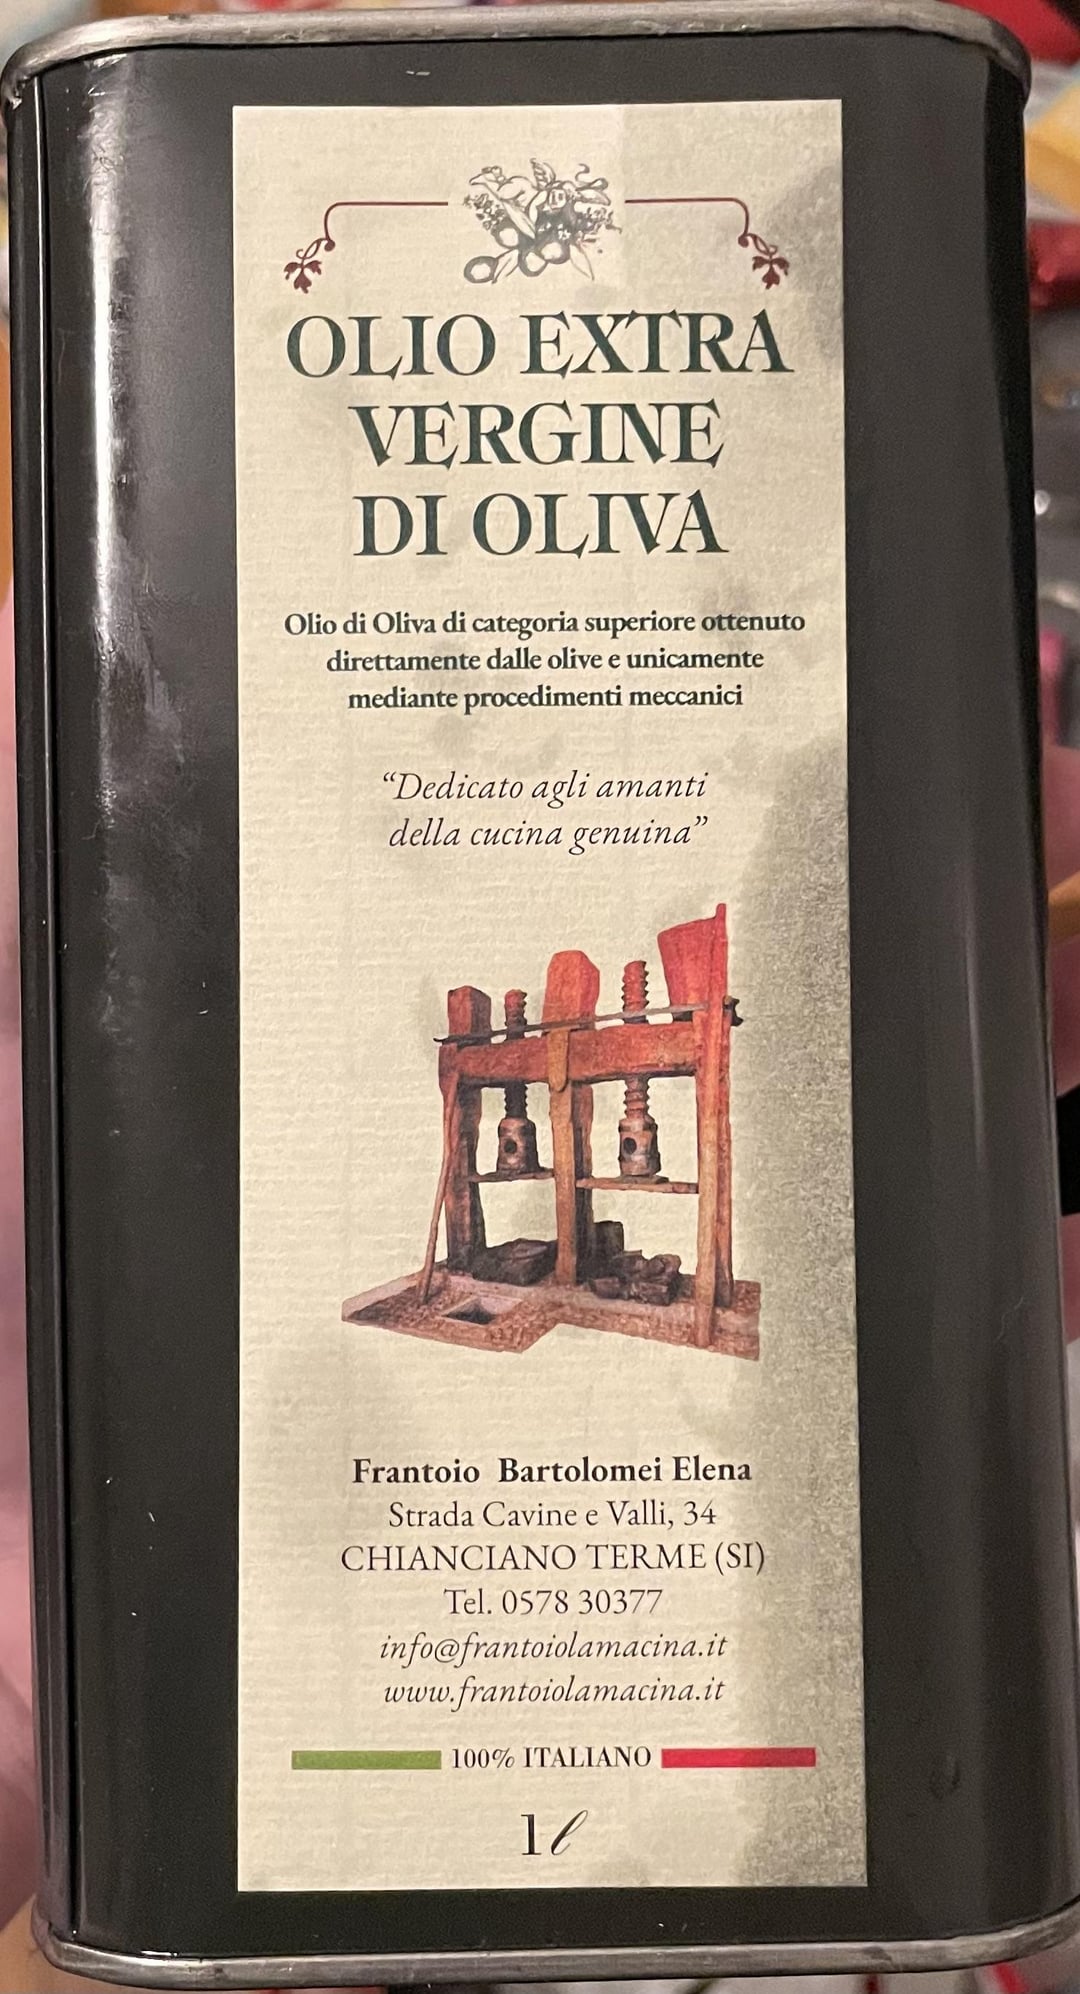 OLIO EXTRA
VERGINE
DI OLIVA
Olio di Oliva di categoria superiore ottenuto
direttamente dalle olive e unicamente
mediante procedimenti meccanici
“Dedicato agli amanti
della cucina genuina”
Frantoio Bartolomei Elena
Strada Cavine e Valli, 34
CHIANCIANO TERME (SI)
Tel. 0578 30377
info@frantoiolamacina.it
www.frantoiolamacina.it
100% ITALIANO
1ℓ